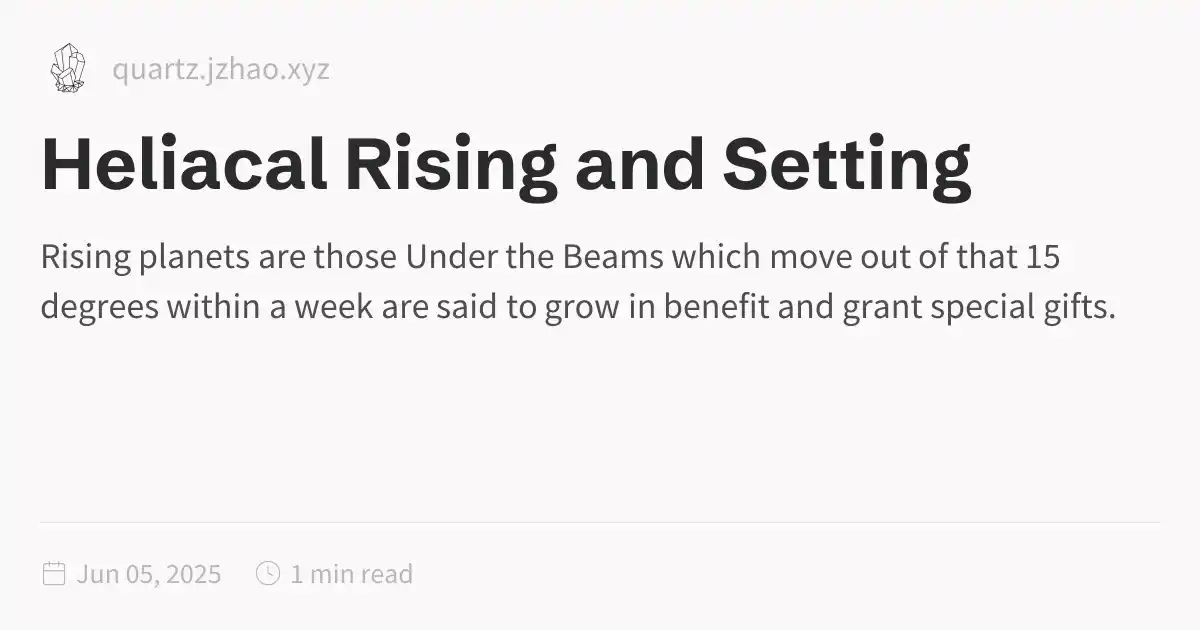 quartz.jzhao.xyz
Heliacal Rising and Setting
Rising planets are those Under the Beams which move out of that 15
degrees within a week are said to grow in benefit and grant special gifts.
Jun 05, 2025 1 min read